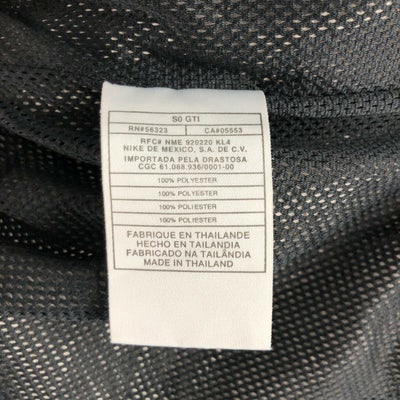 S0 GTI
RN#56323 CA#05553
RFC# NME 920220 KL4
NIKE DE MEXICO, S.A. DE C.V.
IMPORTADA PELA DRASTOSA
CGC 61.088.936/0001-00
100% POLYESTER
100% POLYESTER
100% POLIESTER
100% POLIESTER
FABRIQUE EN THAILANDE
HECHO EN TAILANDIA
FABRICADO NA TAILÂNDIA
MADE IN THAILAND